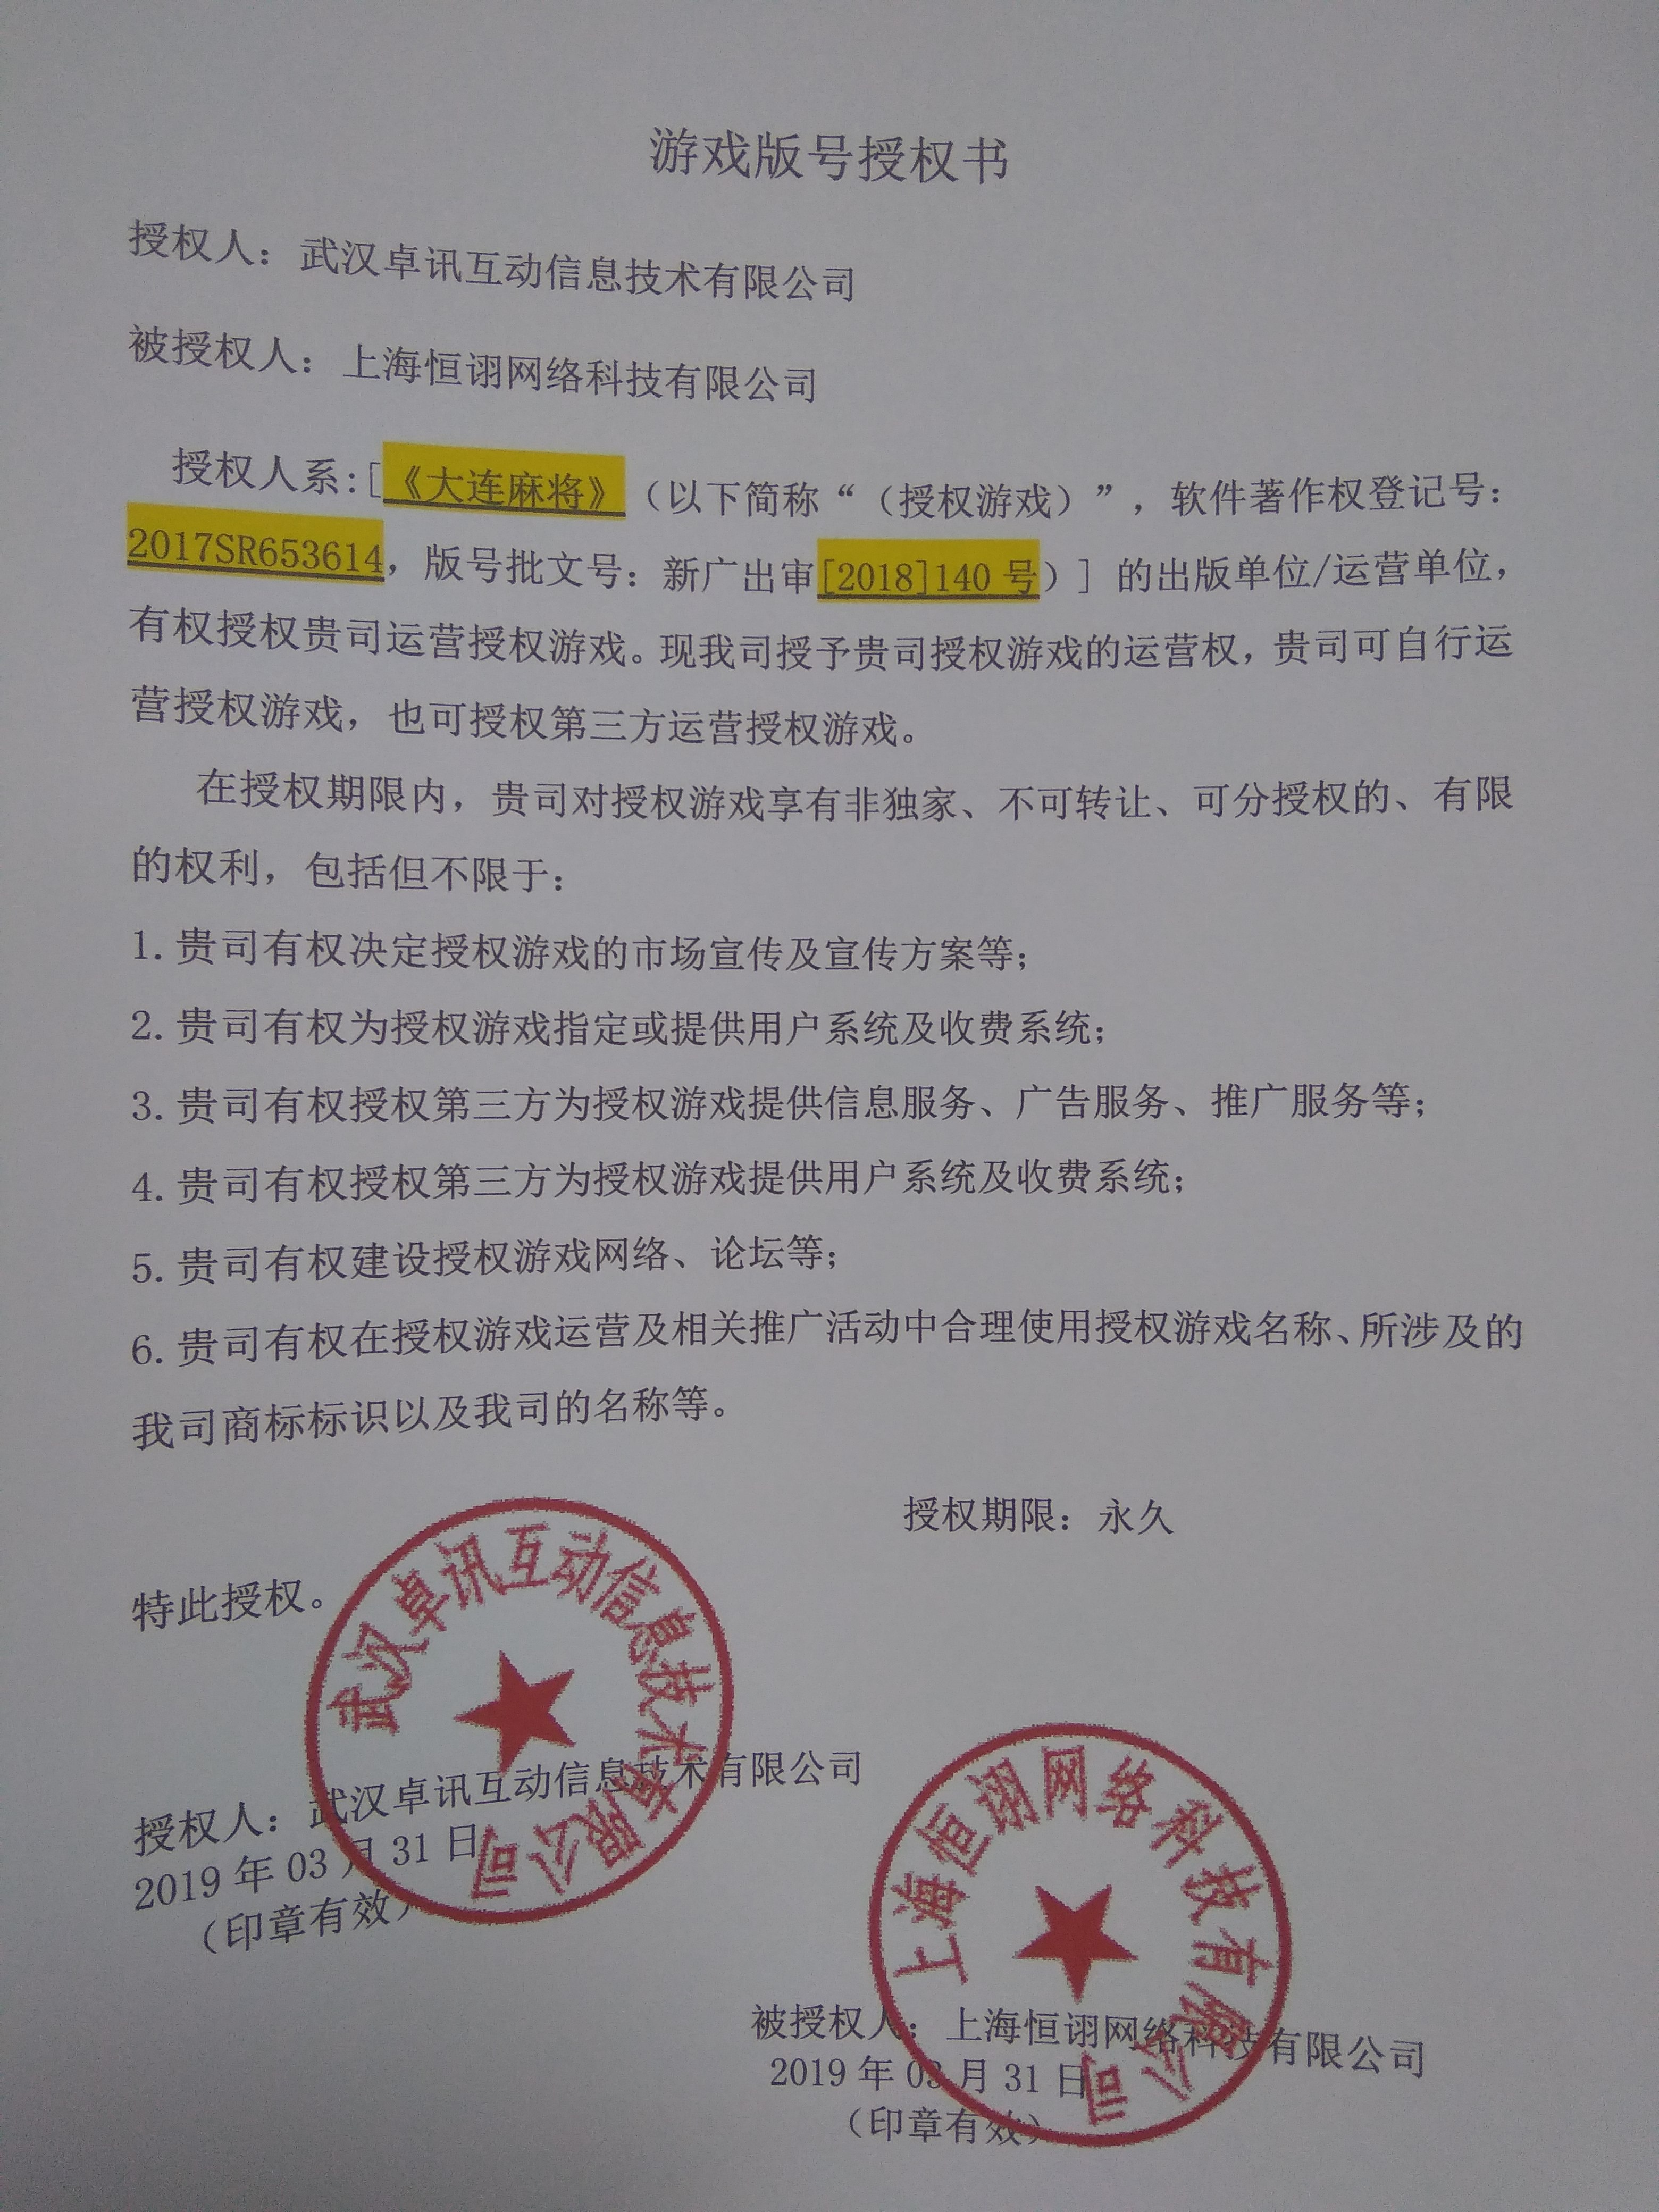 游戏版号授权书
授权人：武汉卓讯互动信息技术有限公司
被授权人：上海恒诩网络科技有限公司
授权人系:[《大连麻将》（以下简称“（授权游戏）”，软件著作权登记号：
2017SR653614，版号批文号：新广出审[2018]140 号）] 的出版单位/运营单位，
有权授权贵司运营授权游戏。现我司授予贵司授权游戏的运营权，贵司可自行运
营授权游戏，也可授权第三方运营授权游戏。
在授权期限内，贵司对授权游戏享有非独家、不可转让、可分授权的、有限
的权利，包括但不限于：
1. 贵司有权决定授权游戏的市场宣传及宣传方案等；
2. 贵司有权为授权游戏指定或提供用户系统及收费系统；
3. 贵司有权授权第三方为授权游戏提供信息服务、广告服务、推广服务等；
4. 贵司有权授权第三方为授权游戏提供用户系统及收费系统；
5. 贵司有权建设授权游戏网络、论坛等；
6. 贵司有权在授权游戏运营及相关推广活动中合理使用授权游戏名称、所涉及的
我司商标标识以及我司的名称等。
授权期限：永久
特此授权。
武汉卓讯互动信息技术有限公司
授权人：武汉卓讯互动信息技术有限公司
2019 年 03 月 31 日
（印章有效）
上海恒诩网络科技有限公司
被授权人：上海恒诩网络科技有限公司
2019 年 03 月 31 日
（印章有效）